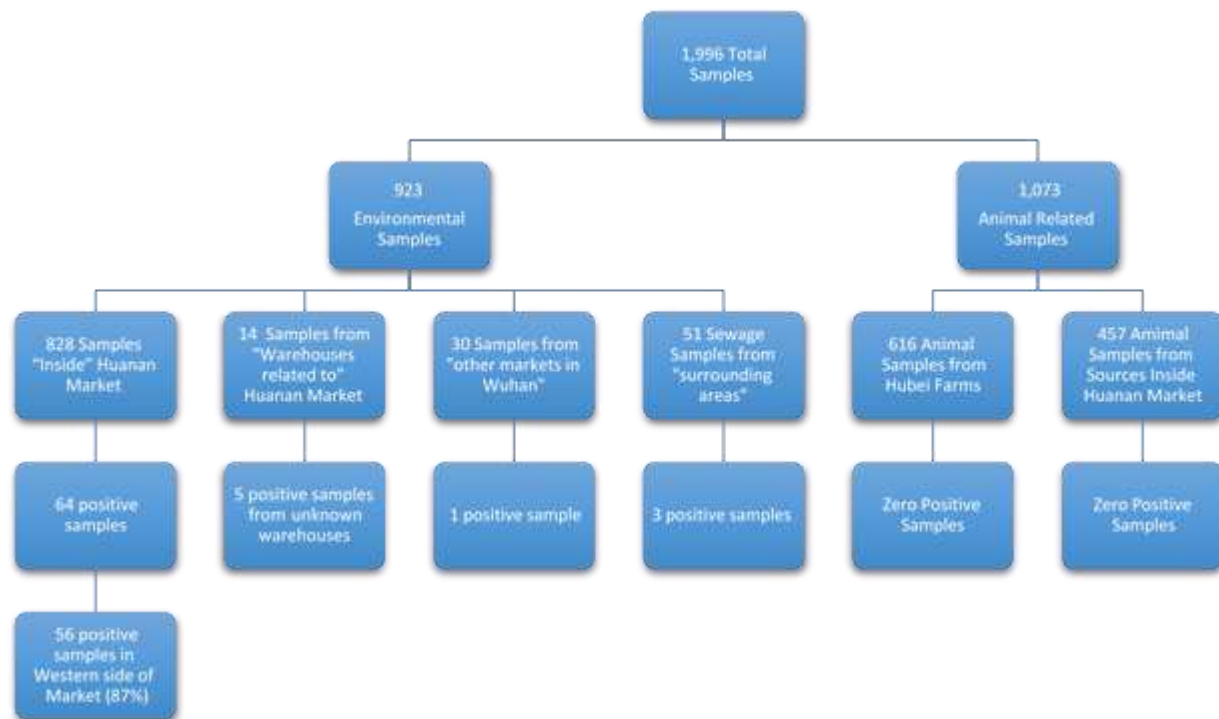 1,996 Total
Samples
923
Environmental
Samples
1,073
Animal Related
Samples
828 Samples
"Inside" Huanan
Market
14 Samples from
"Warehouses
related to"
Huanan Market
30 Samples from
"other markets in
Wuhan"
51 Sewage
Samples from
"surrounding
areas"
616 Animal
Samples from
Hubei Farms
457 Amimal
Samples from
Sources Inside
Huanan Market
64 positive
samples
5 positive samples
from unknown
warehouses
1 positive sample
3 positive samples
Zero Positive
Samples
Zero Positive
Samples
56 positive
samples in
Western side of
Market (87%)